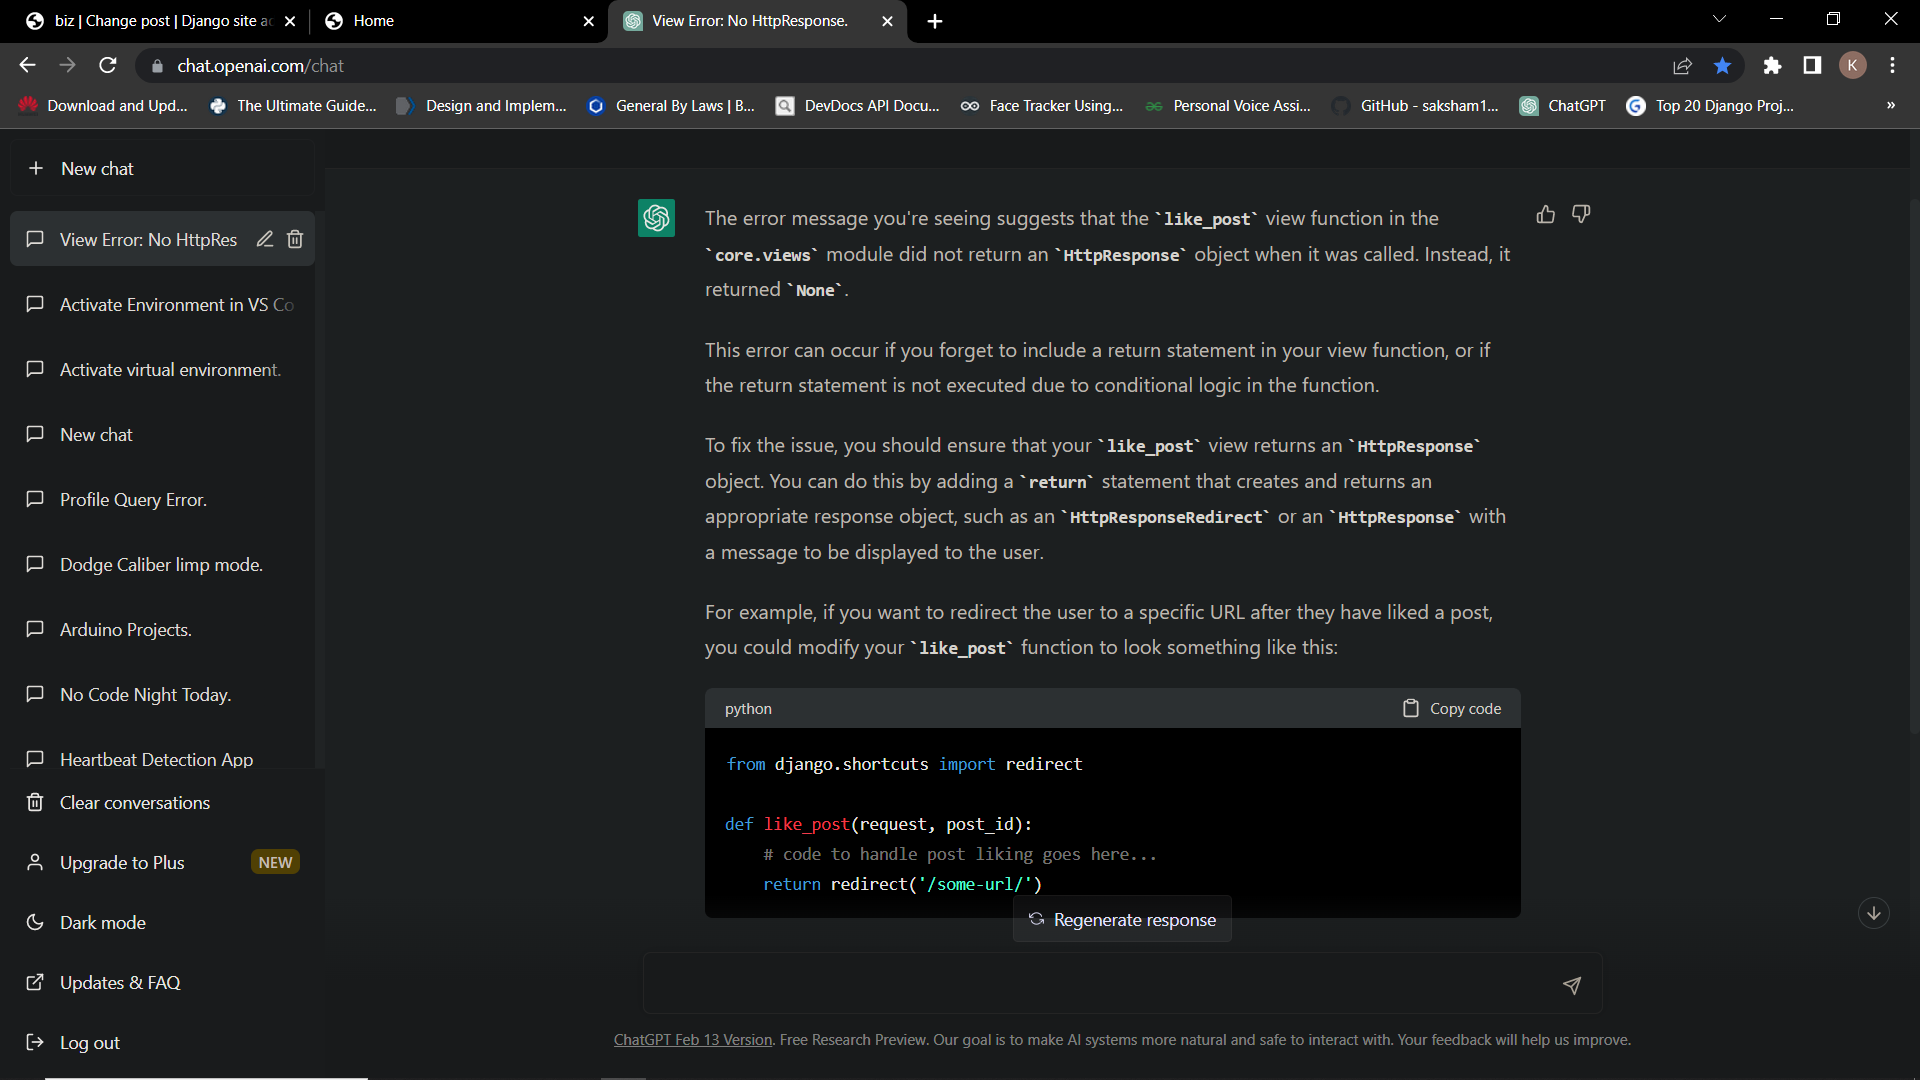 biz | Change post | Django site ac
Home
View Error: No HttpResponse.
chat.openai.com/chat
K
Download and Upd...
The Ultimate Guide...
Design and Implem...
General By Laws | B...
DevDocs API Docu...
Face Tracker Using...
Personal Voice Assi...
GitHub - saksham1...
ChatGPT
Top 20 Django Proj...
»
New chat
View Error: No HttpRes
Activate Environment in VS Co
Activate virtual environment.
New chat
Profile Query Error.
Dodge Caliber limp mode.
Arduino Projects.
No Code Night Today.
Heartbeat Detection App
Clear conversations
Upgrade to Plus
NEW
Dark mode
Updates & FAQ
Log out
The error message you're seeing suggests that the `like_post` view function in the
`core.views` module did not return an `HttpResponse` object when it was called. Instead, it
returned `None`.
This error can occur if you forget to include a return statement in your view function, or if
the return statement is not executed due to conditional logic in the function.
To fix the issue, you should ensure that your `like_post` view returns an `HttpResponse`
object. You can do this by adding a `return` statement that creates and returns an
appropriate response object, such as an `HttpResponseRedirect` or an `HttpResponse` with
a message to be displayed to the user.
For example, if you want to redirect the user to a specific URL after they have liked a post,
you could modify your `like_post` function to look something like this:
python
Copy code
from django.shortcuts import redirect
def like_post(request, post_id):
# code to handle post liking goes here...
return redirect('/some-url/')
Regenerate response
ChatGPT Feb 13 Version. Free Research Preview. Our goal is to make AI systems more natural and safe to interact with. Your feedback will help us improve.